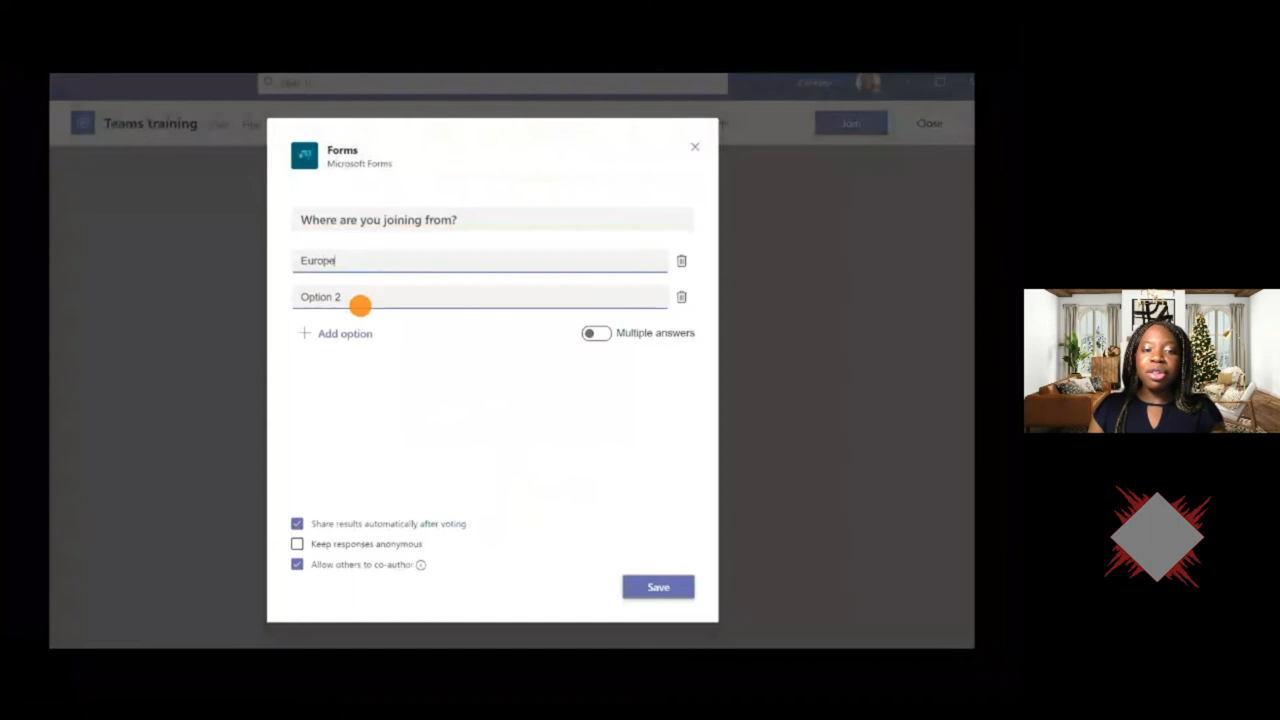 Teams training
Join
Close
Forms
Microsoft Forms
Where are you joining from?
Europe
Option 2
Add option
Multiple answers
Share results automatically after voting
Keep responses anonymous
Allow others to co-author
Save